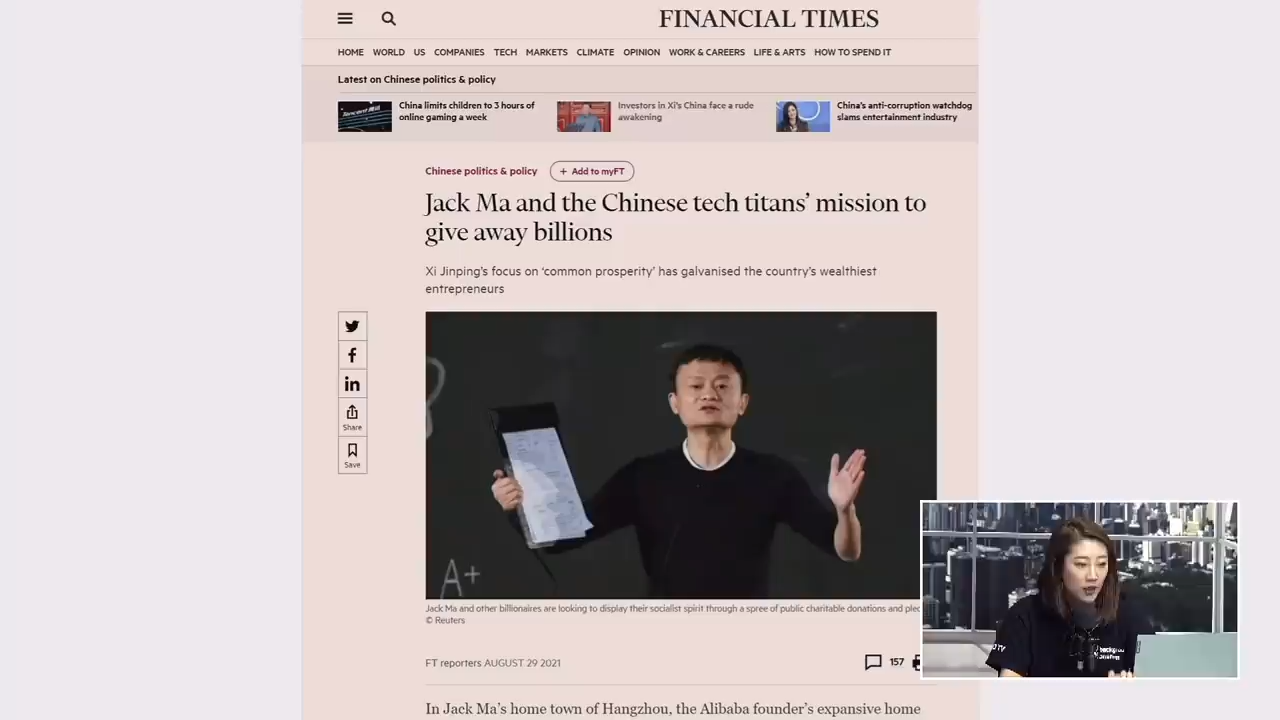 FINANCIAL TIMES
HOME WORLD US COMPANIES TECH MARKETS CLIMATE OPINION WORK & CAREERS LIFE & ARTS HOW TO SPEND IT
Latest on Chinese politics & policy
China limits children to 3 hours of
online gaming a week
Investors in Xi's China face a rude
awakening
China's anti-corruption watchdog
slams entertainment industry
Chinese politics & policy + Add to myFT
Jack Ma and the Chinese tech titans' mission to
give away billions
Xi Jinping's focus on 'common prosperity' has galvanised the country's wealthiest
entrepreneurs
Share
Save
A+
Jack Ma and other billionaires are looking to display their socialist spirit through a spree of public charitable donations and
© Reuters
FT reporters AUGUST 29 2021
157
In Jack Ma's home town of Hangzhou, the Alibaba founder's expansive home